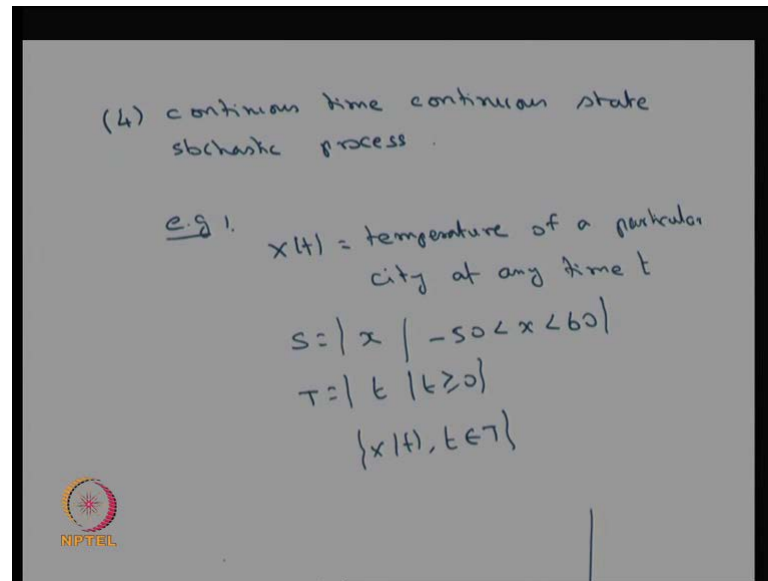 (4) continuous time continuous state
stochastic process.
e.g 1.
X(t) = temperature of a particular
city at any time t
S = { x | -50 < x < 60 }
T = { t | t ≥ 0 }
{ X(t), t ∈ T }
NPTEL